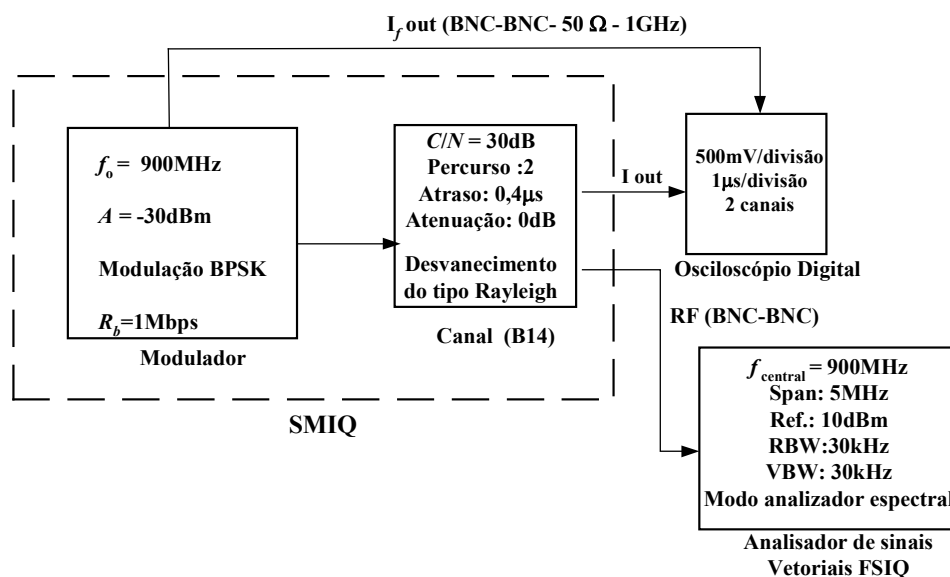 I_f out (BNC-BNC- 50 Ω - 1GHz)
f_o = 900MHz
A = -30dBm
Modulação BPSK
R_b=1Mbps
Modulador
C/N = 30dB
Percurso :2
Atraso: 0,4µs
Atenuação: 0dB
Desvanecimento
do tipo Rayleigh
Canal (B14)
SMIQ
I out
500mV/divisão
1µs/divisão
2 canais
Osciloscópio Digital
RF (BNC-BNC)
f_central = 900MHz
Span: 5MHz
Ref.: 10dBm
RBW:30kHz
VBW: 30kHz
Modo analizador espectral
Analisador de sinais
Vetoriais FSIQ